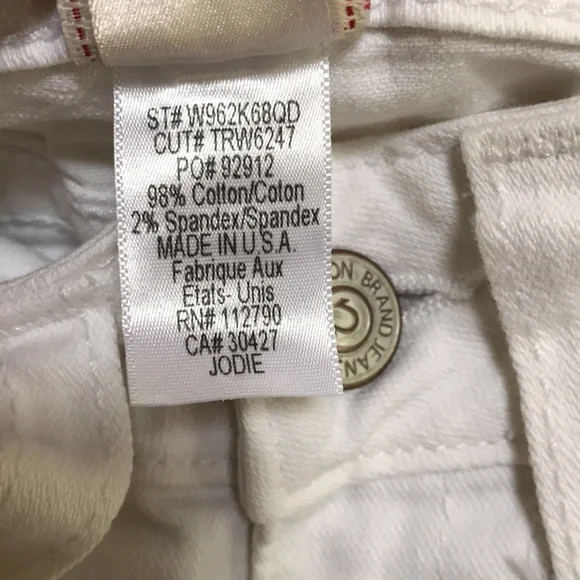 ST# W962K68QD
CUT# TRW6247
PO# 92912
98% Cotton/Coton
2% Spandex/Spandex
MADE IN U.S.A.
Fabrique Aux
Etats- Unis
RN# 112790
CA# 30427
JODIE
BRAND JEANS